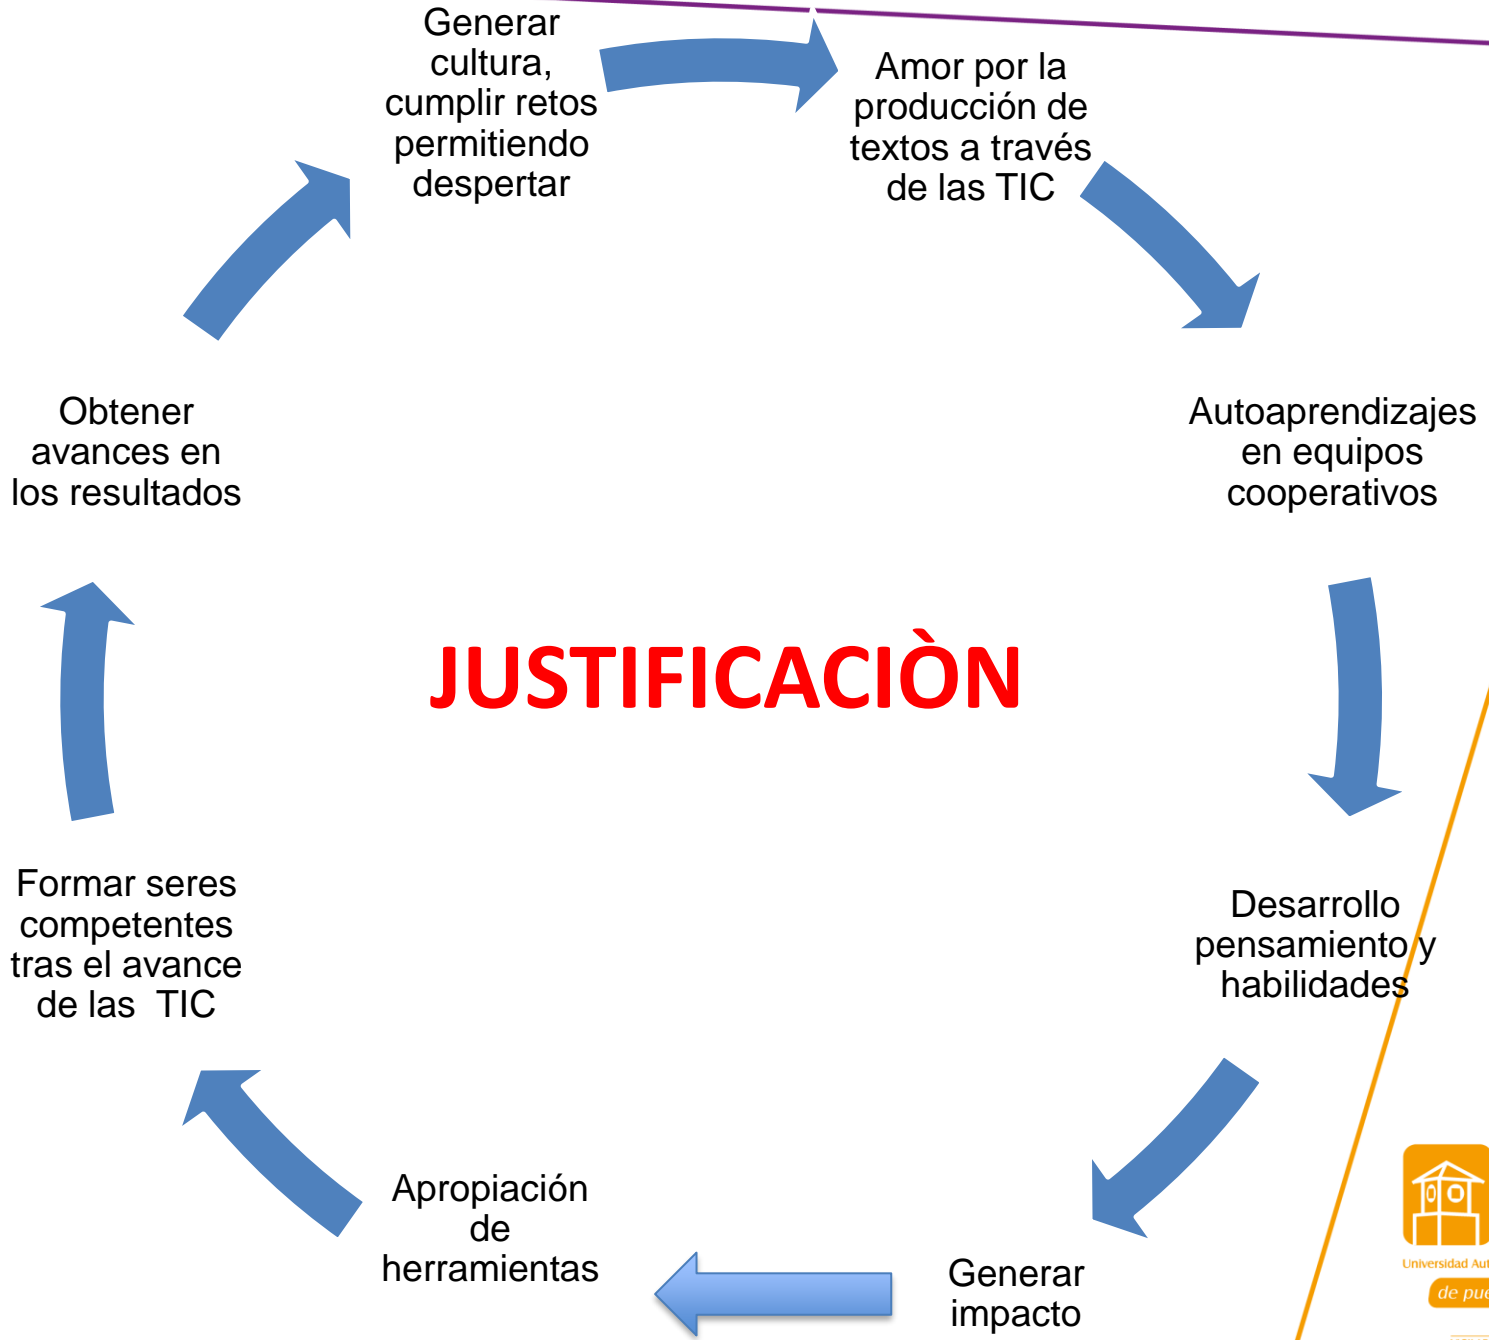 Generar
cultura,
cumplir retos
permitiendo
despertar
Amor por la
producción de
textos a través
de las TIC
Autoaprendizajes
en equipos
cooperativos
Desarrollo
pensamiento y
habilidades
Generar
impacto
Apropiación
de
herramientas
Formar seres
competentes
tras el avance
de las TIC
Obtener
avances en
los resultados
JUSTIFICACIÒN
Universidad Aut
de pue